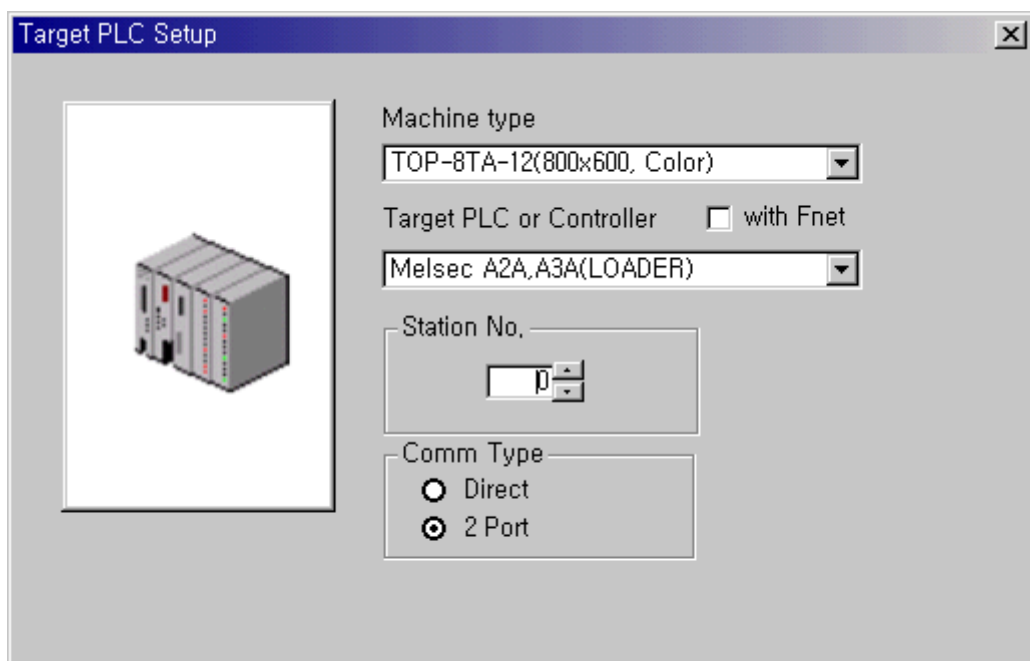 Target PLC Setup
Machine type
TOP-8TA-12(800x600, Color)
Target PLC or Controller with Fnet
Melsec A2A,A3A(LOADER)
Station No.
0
Comm Type
Direct
2 Port